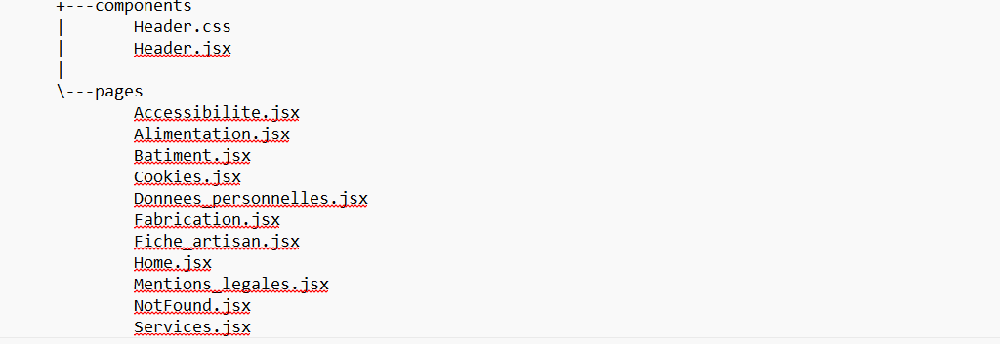 +---components
|       Header.css
|       Header.jsx
|
\---pages
        Accessibilite.jsx
        Alimentation.jsx
        Batiment.jsx
        Cookies.jsx
        Donnees_personnelles.jsx
        Fabrication.jsx
        Fiche_artisan.jsx
        Home.jsx
        Mentions_legales.jsx
        NotFound.jsx
        Services.jsx